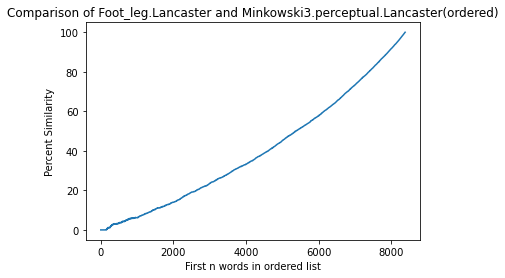 Comparison of Foot_leg.Lancaster and Minkowski3.perceptual.Lancaster(ordered)
100
80
60
40
20
0
Percent Similarity
0 2000 4000 6000 8000
First n words in ordered list